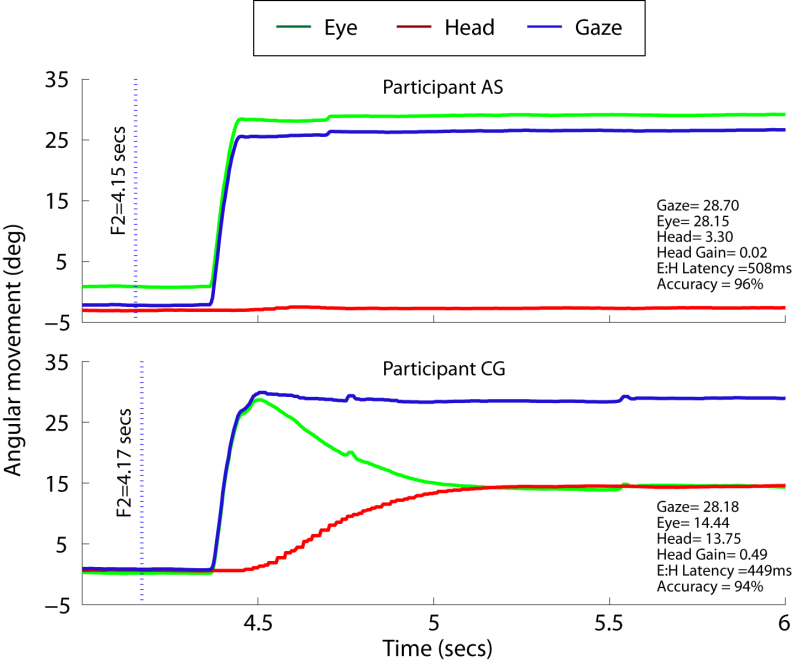 Eye Head Gaze
Angular movement (deg)
Participant AS
35
25
15
5
−5
F2=4.15 secs
Gaze= 28.70
Eye= 28.15
Head= 3.30
Head Gain= 0.02
E:H Latency =508ms
Accuracy = 96%
Participant CG
35
25
15
5
−5
F2=4.17 secs
Gaze= 28.18
Eye= 14.44
Head= 13.75
Head Gain= 0.49
E:H Latency =449ms
Accuracy = 94%
4.5 5 5.5 6
Time (secs)